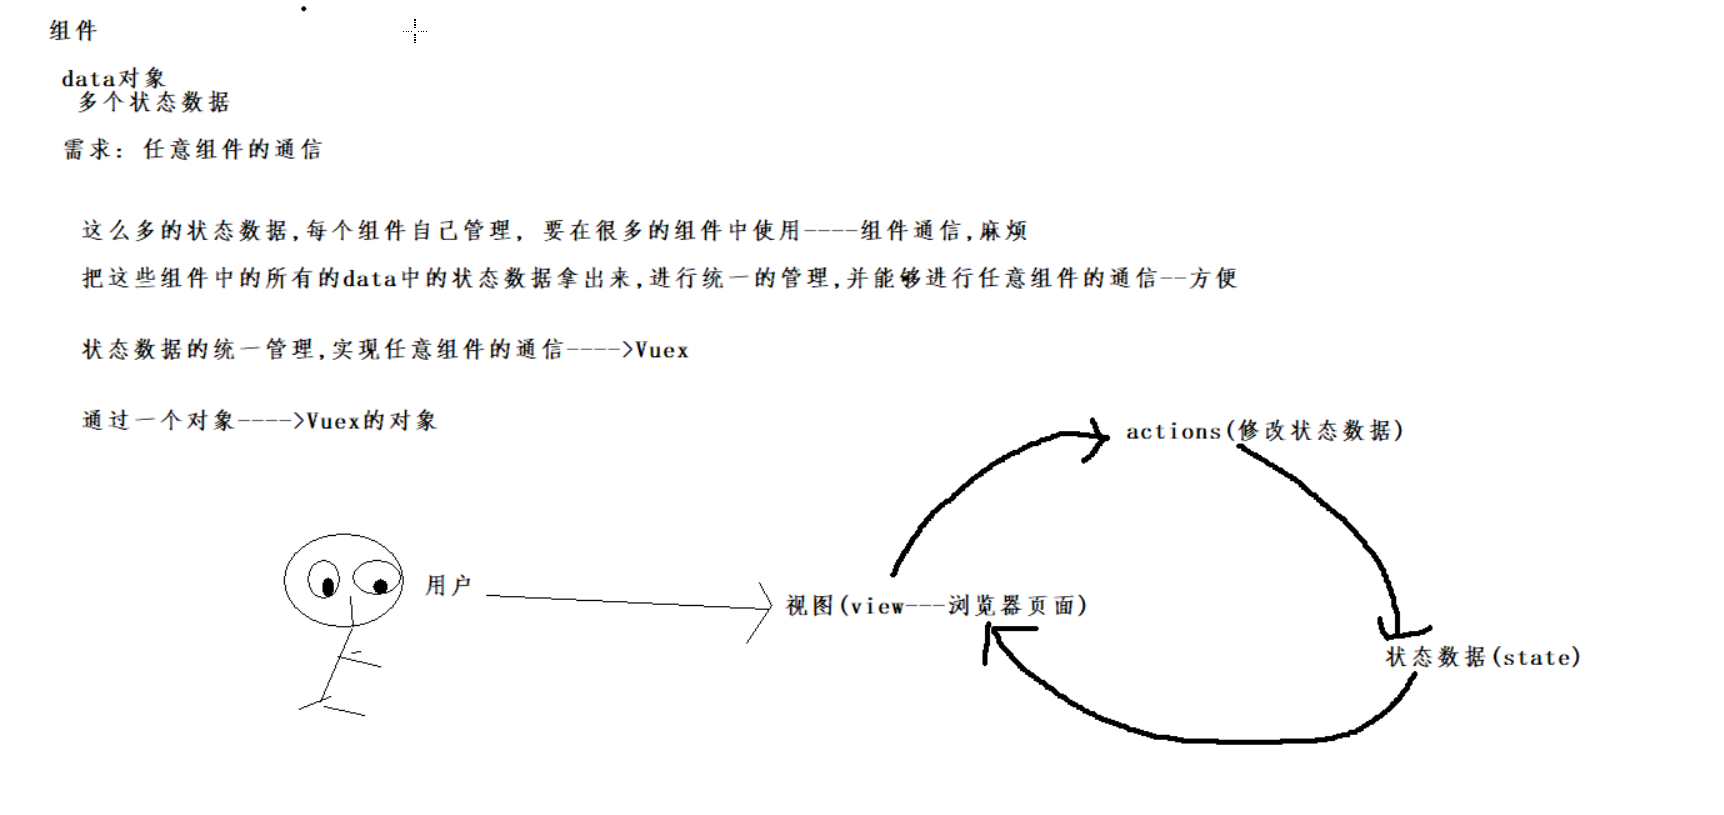 组件
data对象
多个状态数据
需求: 任意组件的通信
这么多的状态数据,每个组件自己管理, 要在很多的组件中使用----组件通信,麻烦
把这些组件中的所有的data中的状态数据拿出来,进行统一的管理,并能够进行任意组件的通信--方便
状态数据的统一管理,实现任意组件的通信---->Vuex
通过一个对象---->Vuex的对象
actions(修改状态数据)
用户
视图(view---浏览器页面)
状态数据(state)